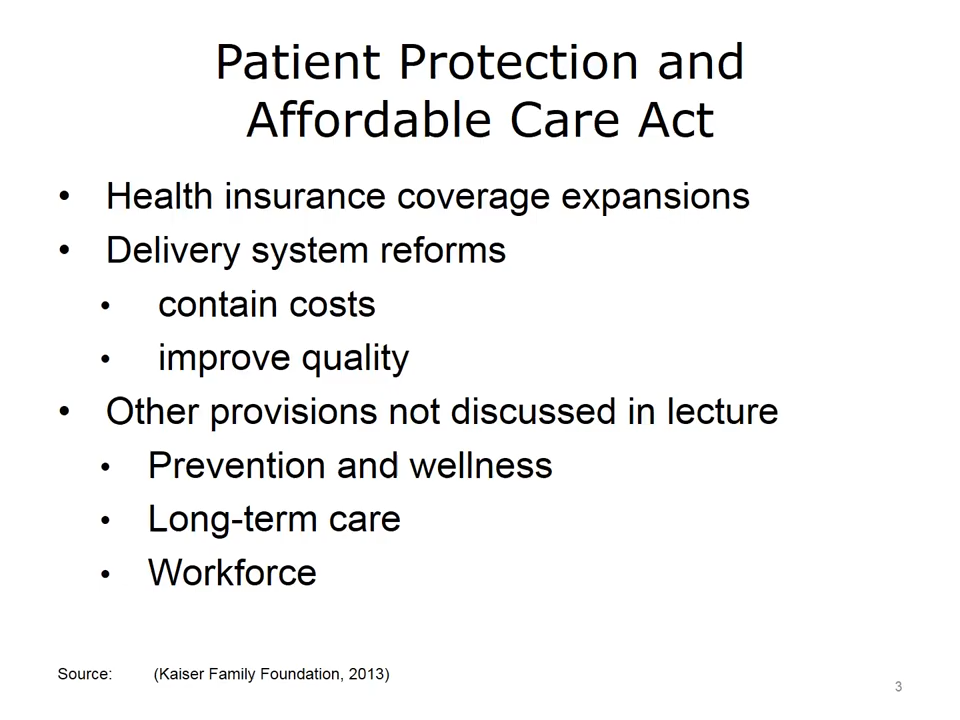 Patient Protection and
Affordable Care Act
• Health insurance coverage expansions
• Delivery system reforms
• contain costs
• improve quality
• Other provisions not discussed in lecture
• Prevention and wellness
• Long-term care
• Workforce
Source: (Kaiser Family Foundation, 2013)
3